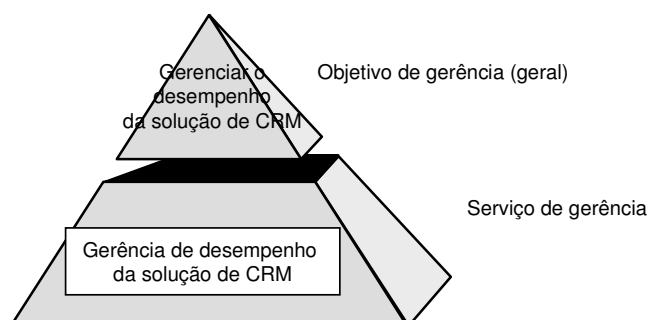 Gerenciar o
desempenho
da solução de CRM
Objetivo de gerência (geral)
Serviço de gerência
Gerência de desempenho
da solução de CRM